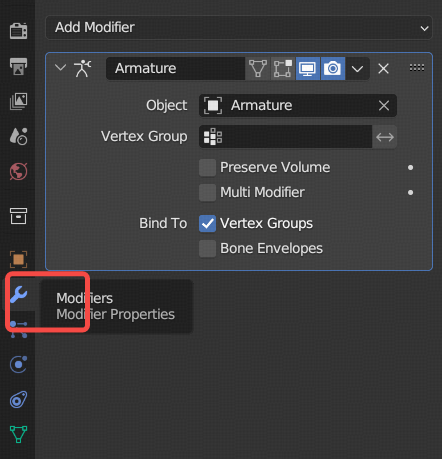 Add Modifier
Armature
Object Armature
Vertex Group
Preserve Volume
Multi Modifier
Bind To Vertex Groups
Bone Envelopes
Modifiers
Modifier Properties